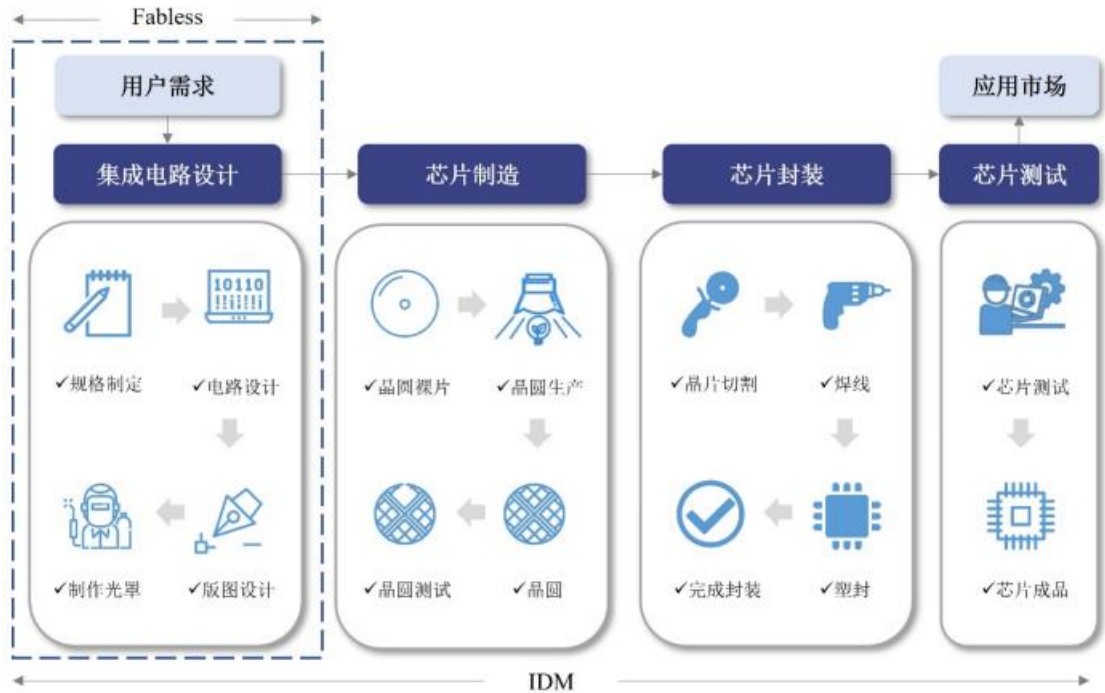 Fabless
用户需求
应用市场
集成电路设计
芯片制造
芯片封装
芯片测试
10110
✓规格制定
✓电路设计
✓制作光罩
✓版图设计
✓晶圆裸片
✓晶圆生产
✓晶圆测试
✓晶圆
✓晶片切割
✓焊线
✓完成封装
✓塑封
✓芯片测试
✓芯片成品
IDM